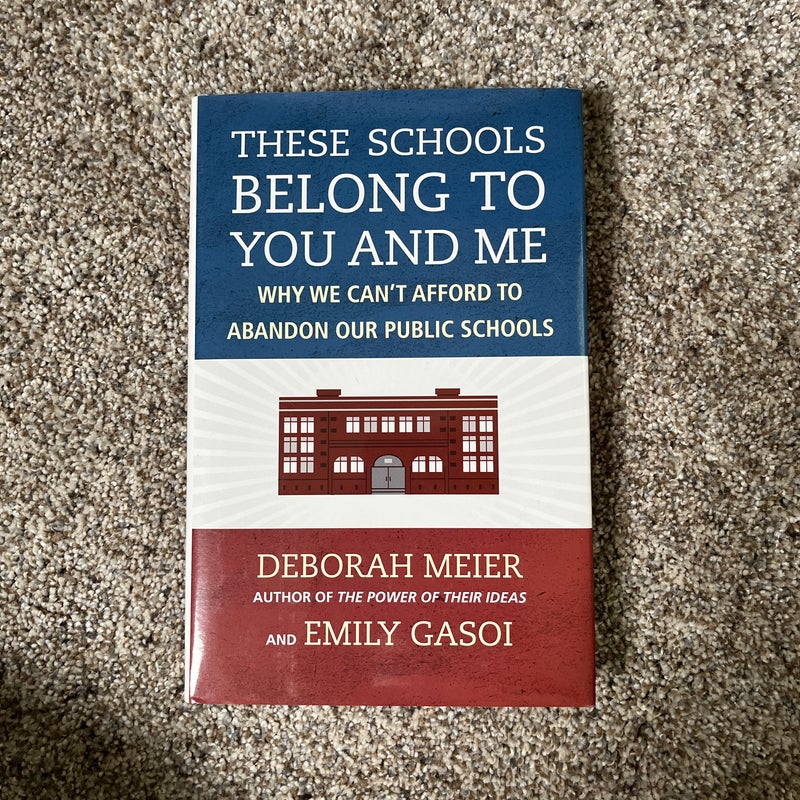 THESE SCHOOLS
BELONG TO
YOU AND ME
WHY WE CAN'T AFFORD TO
ABANDON OUR PUBLIC SCHOOLS
DEBORAH MEIER
AUTHOR OF THE POWER OF THEIR IDEAS
AND EMILY GASOI